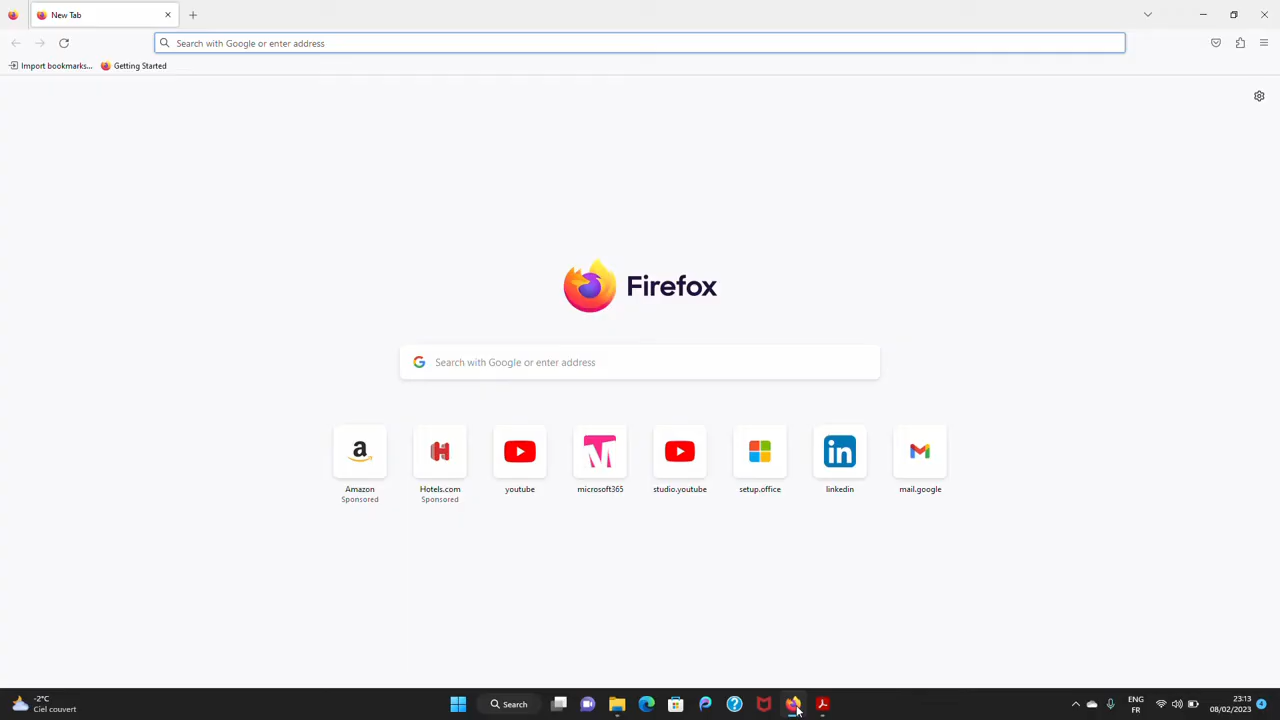 New Tab
Search with Google or enter address
Import bookmarks...
Getting Started
Firefox
Search with Google or enter address
Amazon
Sponsored
Hotels.com
Sponsored
youtube
microsoft365
studio.youtube
setup.office
linkedin
mail.google
-2°C
Ciel couvert
Search
ENG
FR
23:13
08/02/2023
4